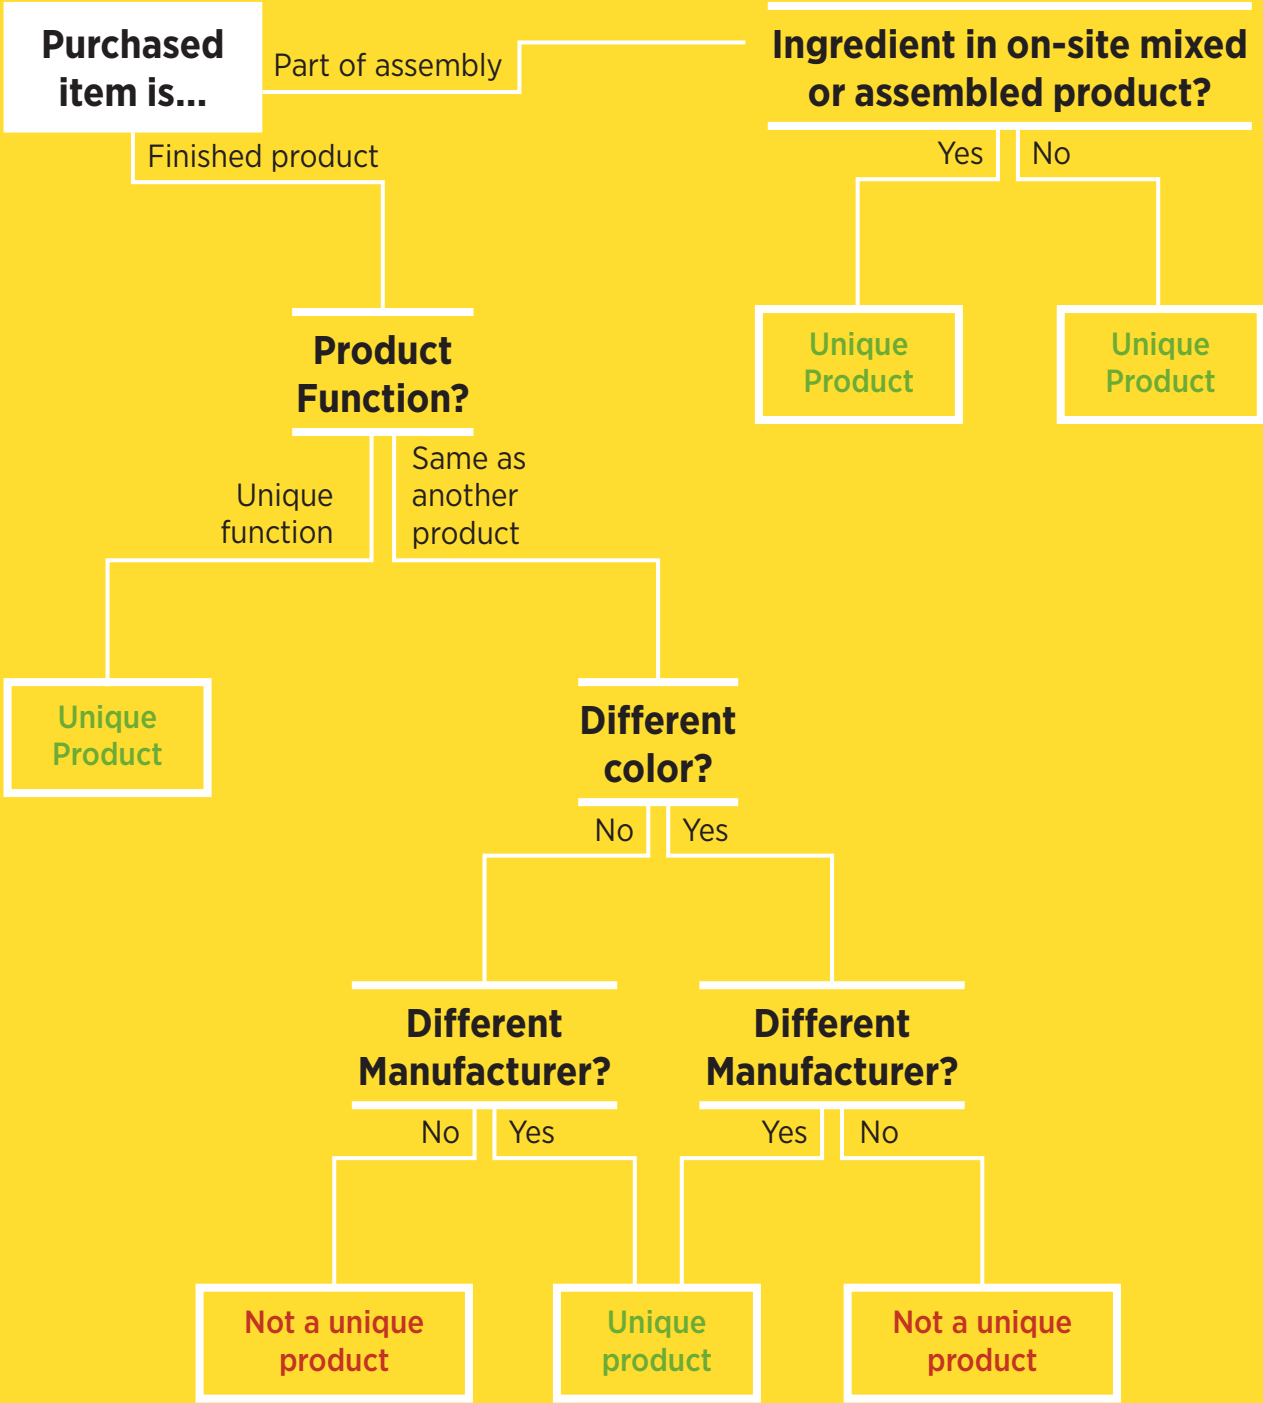 Purchased
item is...
Part of assembly
Ingredient in on-site mixed
or assembled product?
Finished product
Yes
No
Unique
Product
Unique
Product
Product
Function?
Unique
function
Same as
another
product
Unique
Product
Different
color?
No
Yes
Different
Manufacturer?
Different
Manufacturer?
No
Yes
Yes
No
Not a unique
product
Unique
product
Not a unique
product